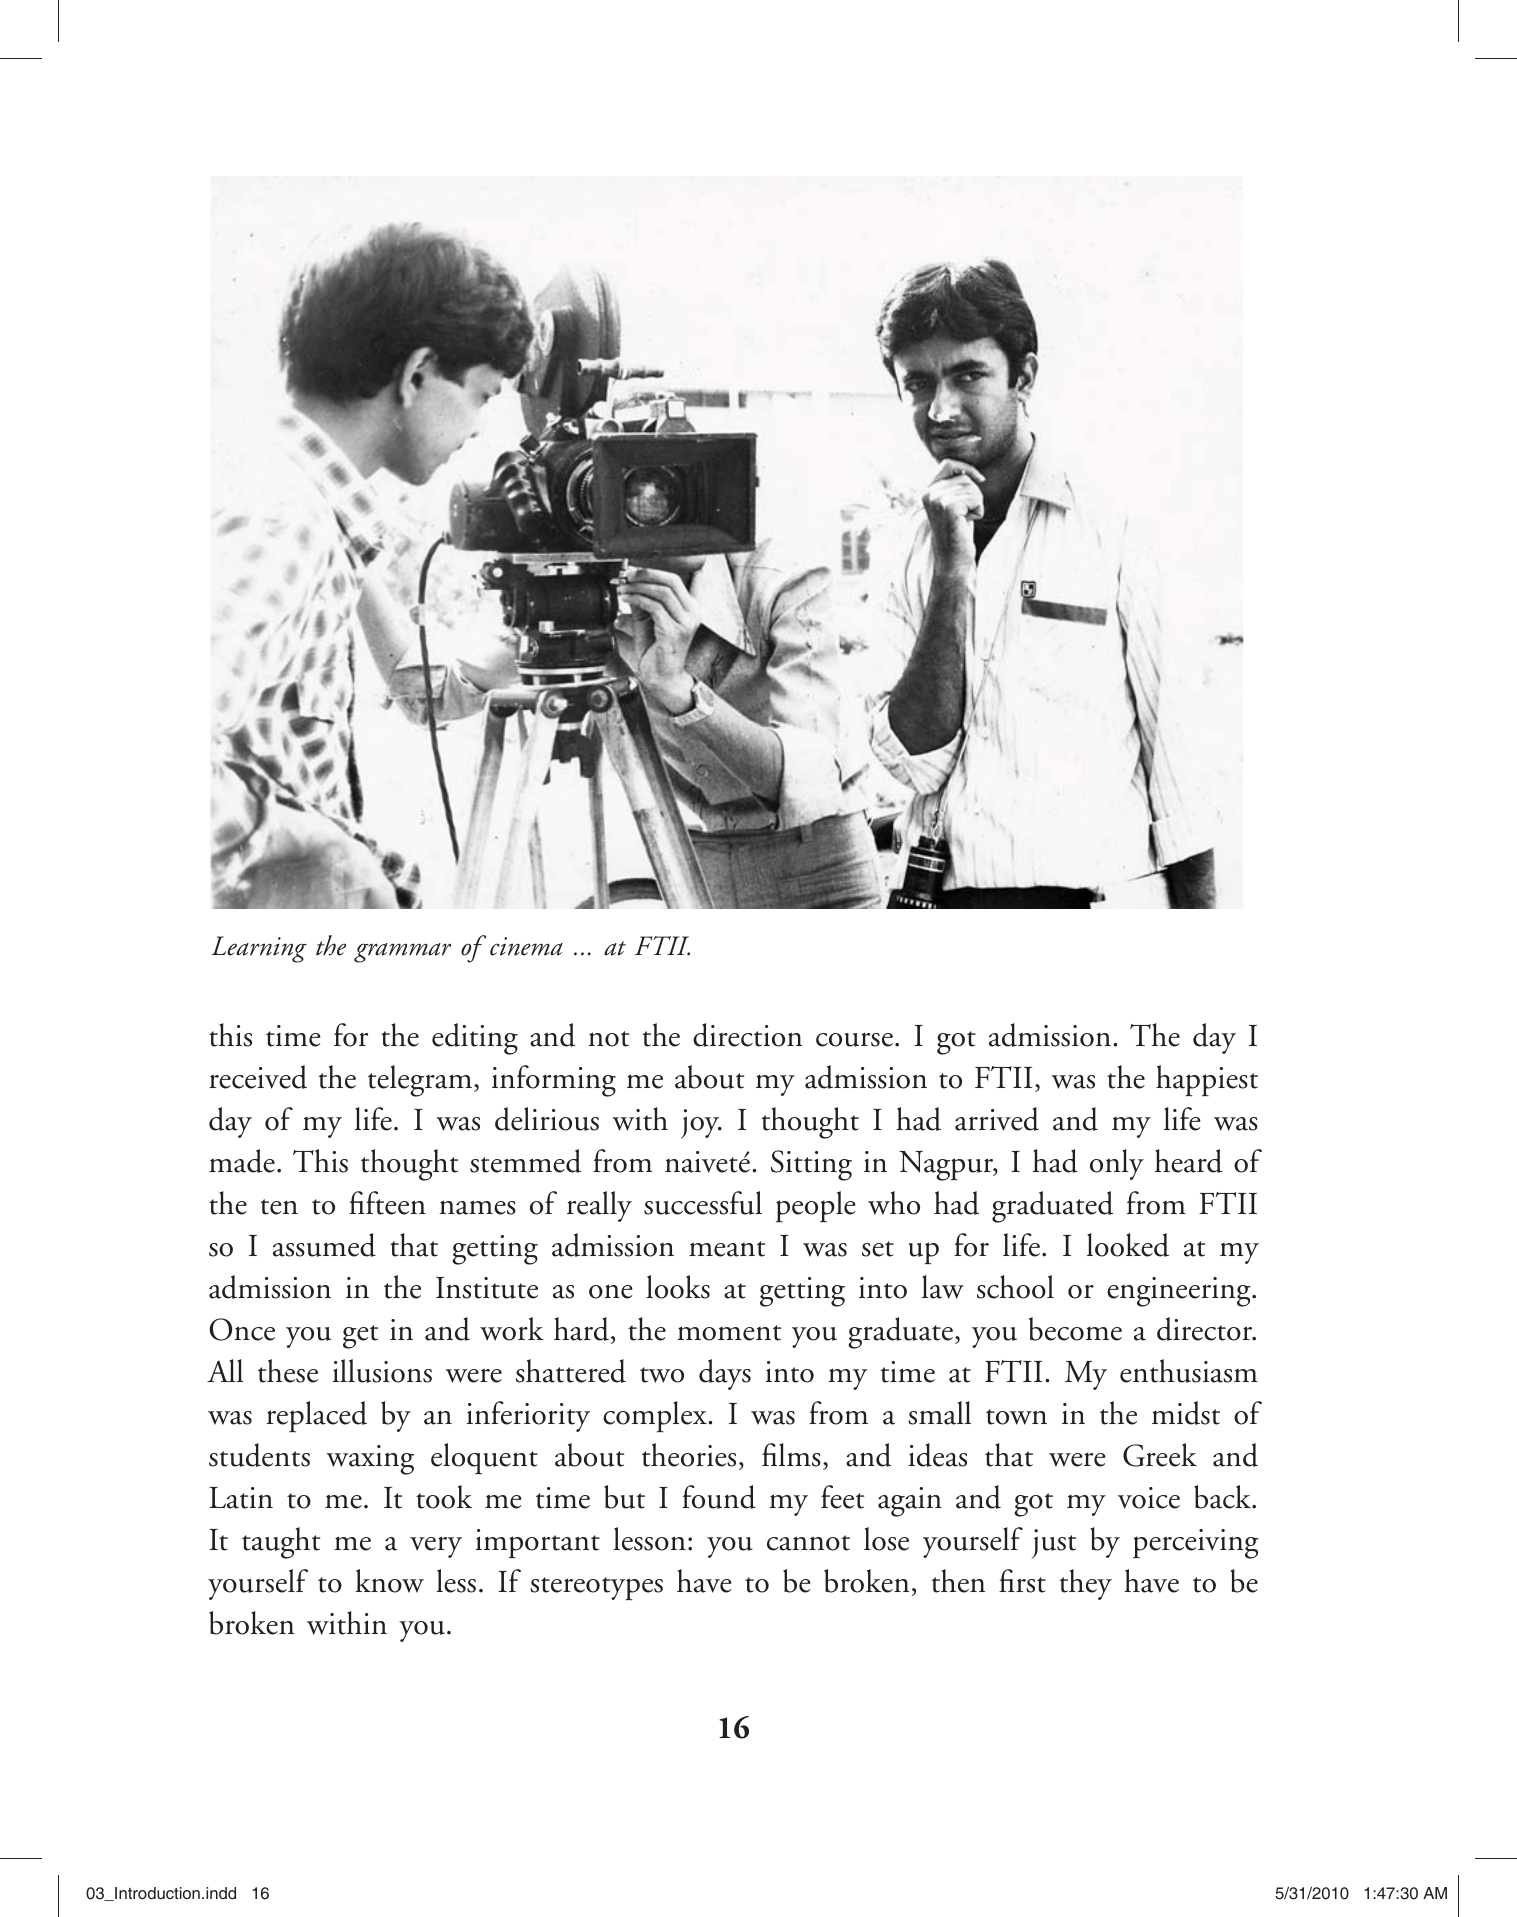 Learning the grammar of cinema ... at FTII.
this time for the editing and not the direction course. I got admission. The day I
received the telegram, informing me about my admission to FTII, was the happiest
day of my life. I was delirious with joy. I thought I had arrived and my life was
made. This thought stemmed from naiveté. Sitting in Nagpur, I had only heard of
the ten to fifteen names of really successful people who had graduated from FTII
so I assumed that getting admission meant I was set up for life. I looked at my
admission in the Institute as one looks at getting into law school or engineering.
Once you get in and work hard, the moment you graduate, you become a director.
All these illusions were shattered two days into my time at FTII. My enthusiasm
was replaced by an inferiority complex. I was from a small town in the midst of
students waxing eloquent about theories, films, and ideas that were Greek and
Latin to me. It took me time but I found my feet again and got my voice back.
It taught me a very important lesson: you cannot lose yourself just by perceiving
yourself to know less. If stereotypes have to be broken, then first they have to be
broken within you.
16
03_Introduction.indd 16
5/31/2010 1:47:30 AM